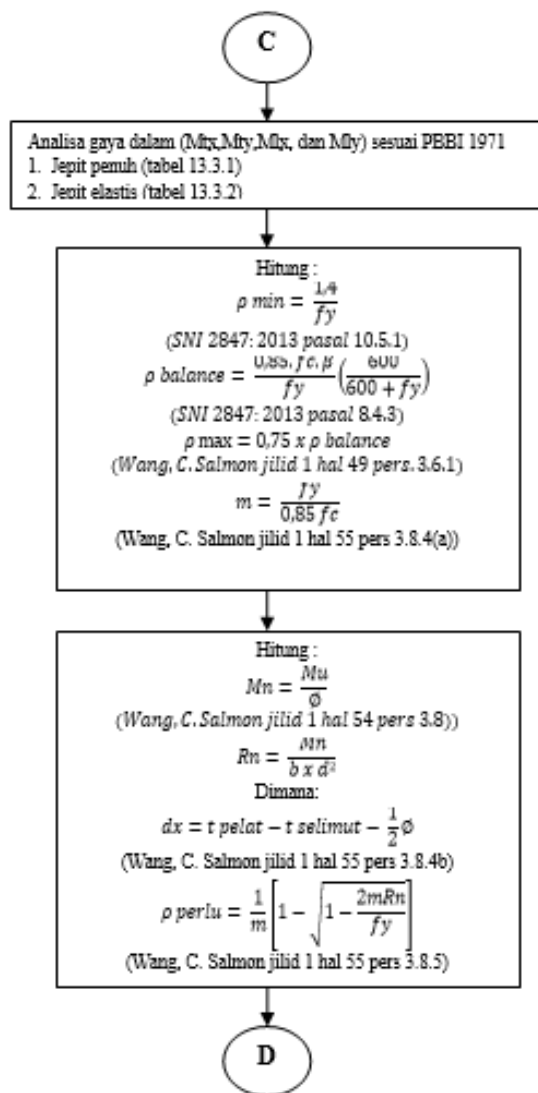 C
Analisa gaya dalam (Mtx,Mty,Mlx, dan Mly) sesuai PBBI 1971
1. Jepit penuh (tabel 13.3.1)
2. Jepit elastis (tabel 13.3.2)
Hitung :
ρ min = 1,4 / fy
(SNI 2847: 2013 pasal 10.5.1)
ρ balance = 0,85. fc. β / fy (600 / 600 + fy)
(SNI 2847: 2013 pasal 8.4.3)
ρ max = 0,75 x ρ balance
(Wang, C. Salmon jilid 1 hal 49 pers. 3.6.1)
m = fy / 0,85 fc
(Wang, C. Salmon jilid 1 hal 55 pers 3.8.4(a))
Hitung :
Mn = Mu / Ø
(Wang, C. Salmon jilid 1 hal 54 pers 3.8))
Rn = Mn / b x d²
Dimana:
dx = t pelat − t selimut − 1/2 Ø
(Wang, C. Salmon jilid 1 hal 55 pers 3.8.4b)
ρ perlu = 1/m [1 − √(1 − 2mRn / fy)]
(Wang, C. Salmon jilid 1 hal 55 pers 3.8.5)
D